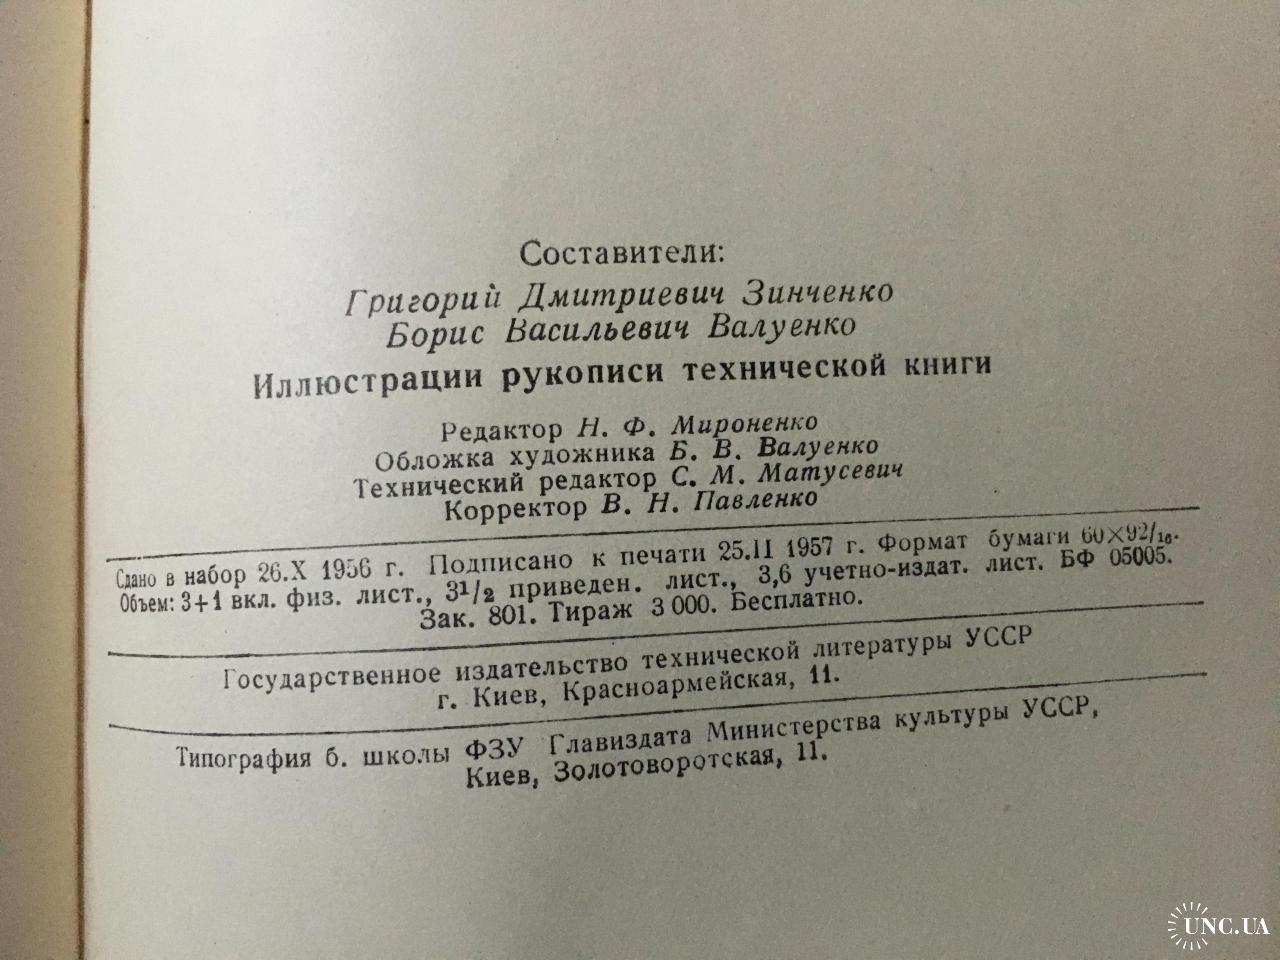 Составители:
Григорий Дмитриевич Зинченко
Борис Васильевич Валуенко
Иллюстрации рукописи технической книги
Редактор Н. Ф. Мироненко
Обложка художника Б. В. Валуенко
Технический редактор С. М. Матусевич
Корректор В. Н. Павленко
Сдано в набор 26.X 1956 г. Подписано к печати 25.II 1957 г. Формат бумаги 60×92/16.
Объем: 3+1 вкл. физ. лист., 3¹/₂ приведен. лист., 3,6 учетно-издат. лист. БФ 05005.
Зак. 801. Тираж 3 000. Бесплатно.
Государственное издательство технической литературы УССР
г. Киев, Красноармейская, 11.
Типография б. школы ФЗУ Главиздата Министерства культуры УССР,
Киев, Золотоворотская, 11.
UNC.UA